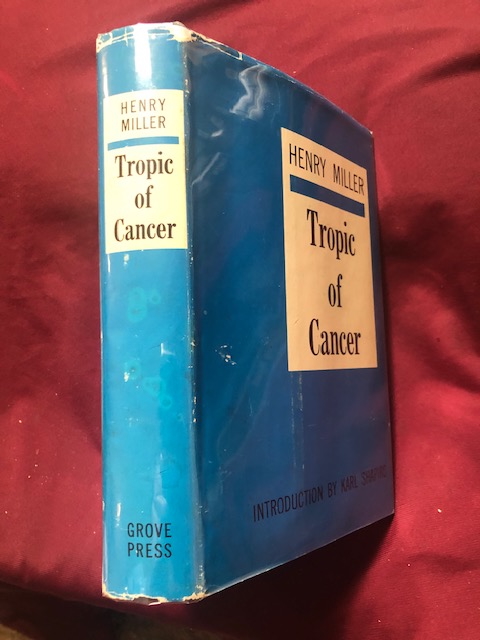 HENRY
MILLER
Tropic
of
Cancer
GROVE
PRESS
HENRY MILLER
Tropic
of
Cancer
INTRODUCTION BY KARL SHAPIRO